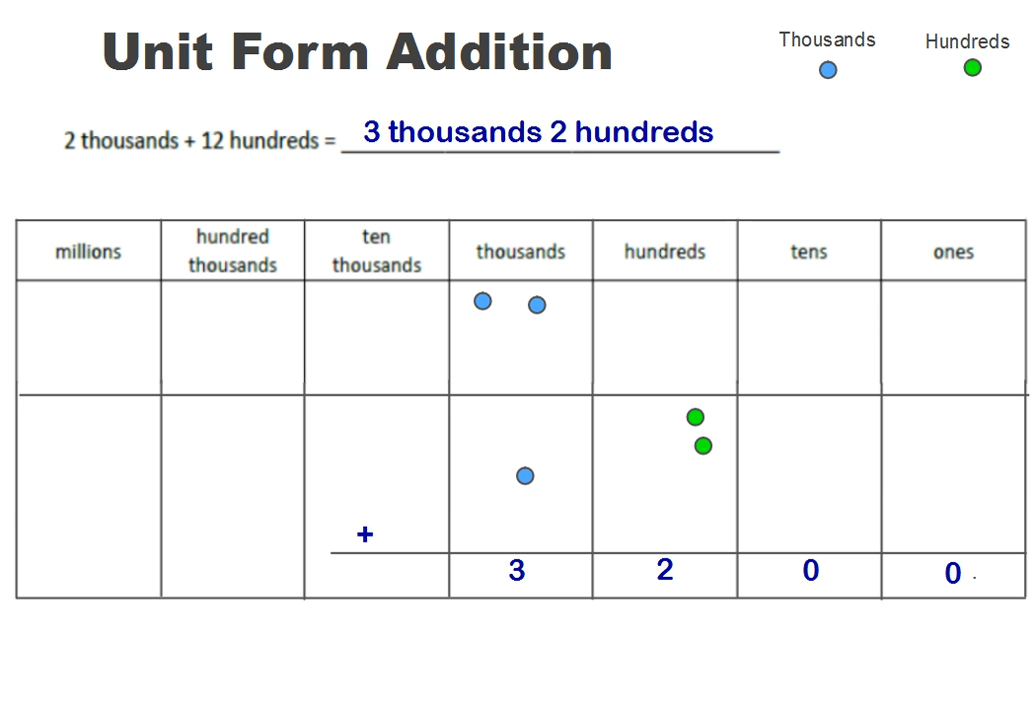 Unit Form Addition
Thousands Hundreds
2 thousands + 12 hundreds = 3 thousands 2 hundreds
millions hundred thousands ten thousands thousands hundreds tens ones
+
3 2 0 0 .